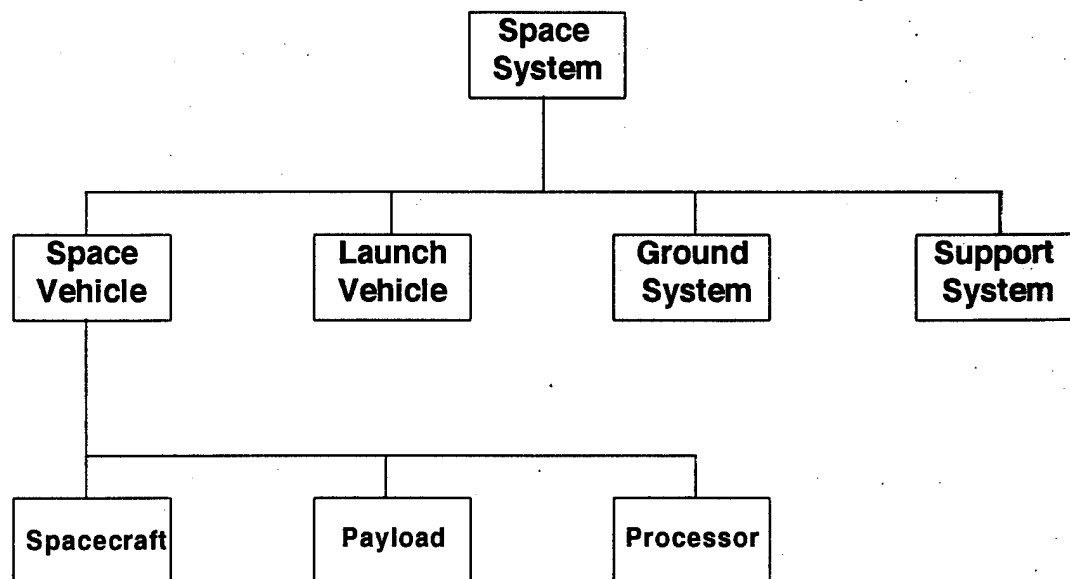 Space
System
Space
Vehicle
Launch
Vehicle
Ground
System
Support
System
Spacecraft
Payload
Processor